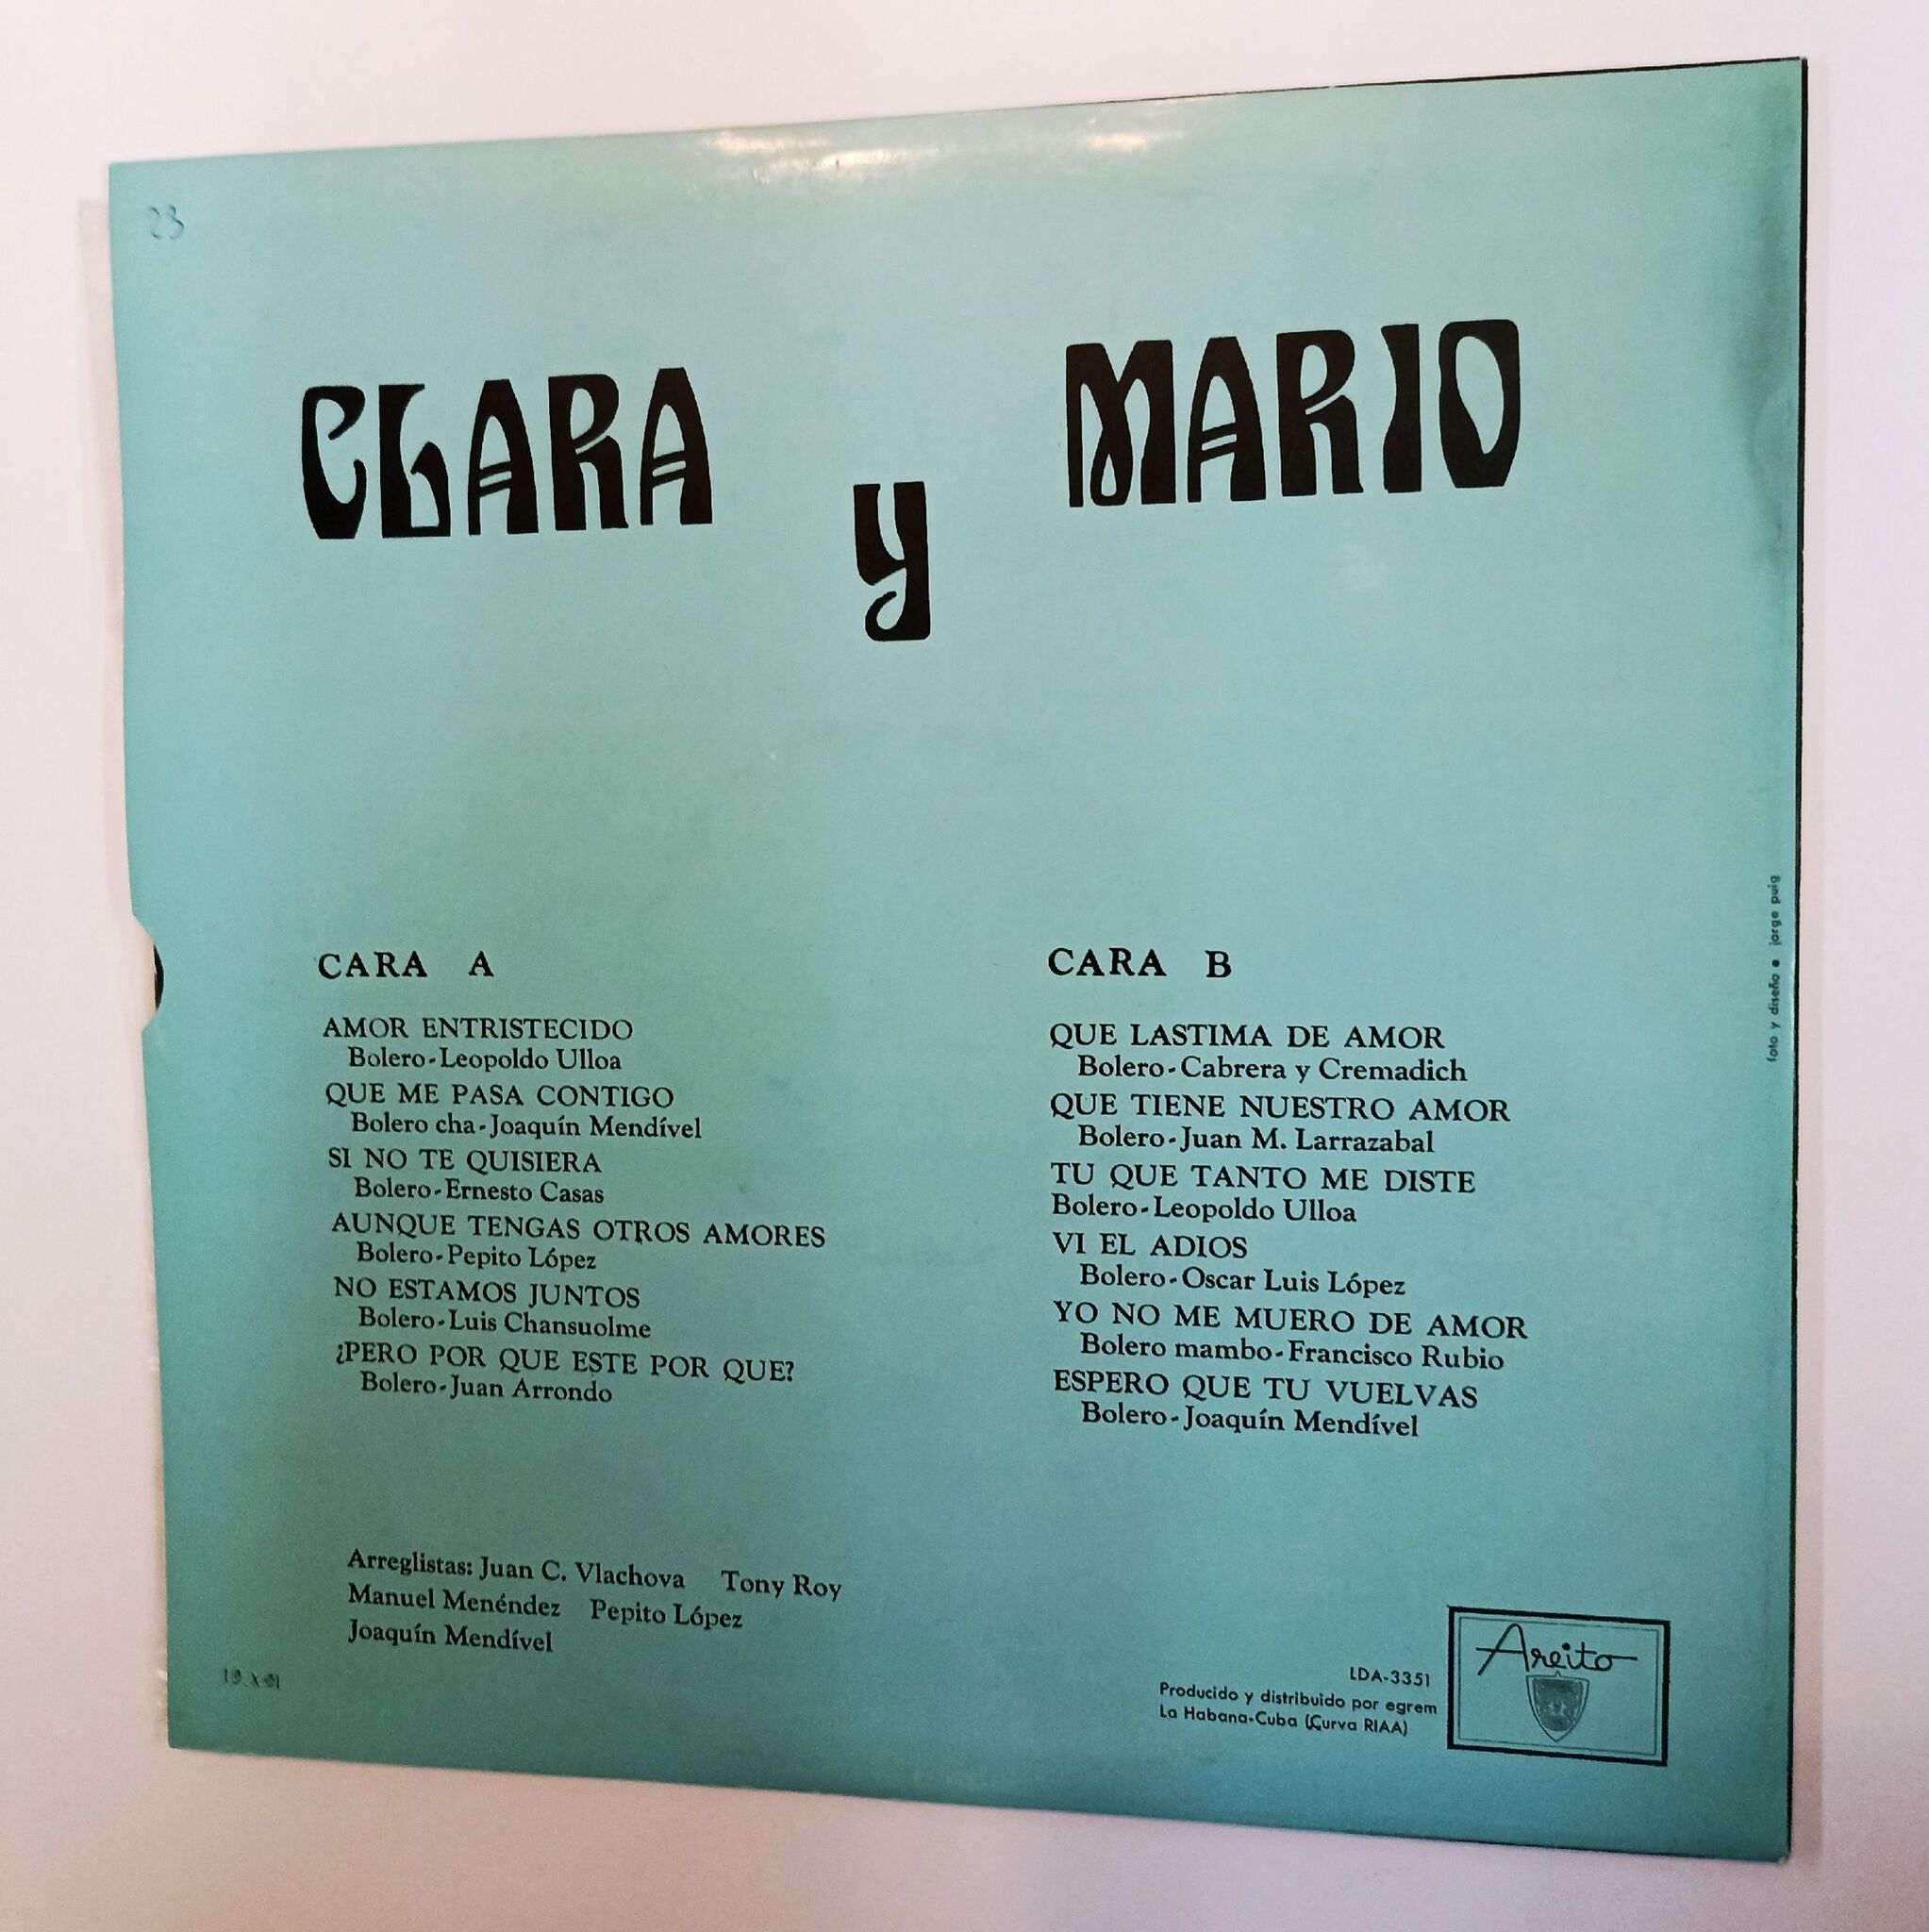 23
CLARA y MARIO
CARA A
AMOR ENTRISTECIDO
Bolero-Leopoldo Ulloa
QUE ME PASA CONTIGO
Bolero cha-Joaquín Mendível
SI NO TE QUISIERA
Bolero-Ernesto Casas
AUNQUE TENGAS OTROS AMORES
Bolero-Pepito López
NO ESTAMOS JUNTOS
Bolero-Luis Chansuolme
¿PERO POR QUE ESTE POR QUE?
Bolero-Juan Arrondo
CARA B
QUE LASTIMA DE AMOR
Bolero-Cabrera y Cremadich
QUE TIENE NUESTRO AMOR
Bolero-Juan M. Larrazabal
TU QUE TANTO ME DISTE
Bolero-Leopoldo Ulloa
VI EL ADIOS
Bolero-Oscar Luis López
YO NO ME MUERO DE AMOR
Bolero mambo-Francisco Rubio
ESPERO QUE TU VUELVAS
Bolero-Joaquín Mendível
foto y diseño • jorge puig
Arreglistas: Juan C. Vlachova Tony Roy
Manuel Menéndez Pepito López
Joaquín Mendível
LDA-3351
Producido y distribuido por egrem
La Habana-Cuba (Curva RIAA)
Areito